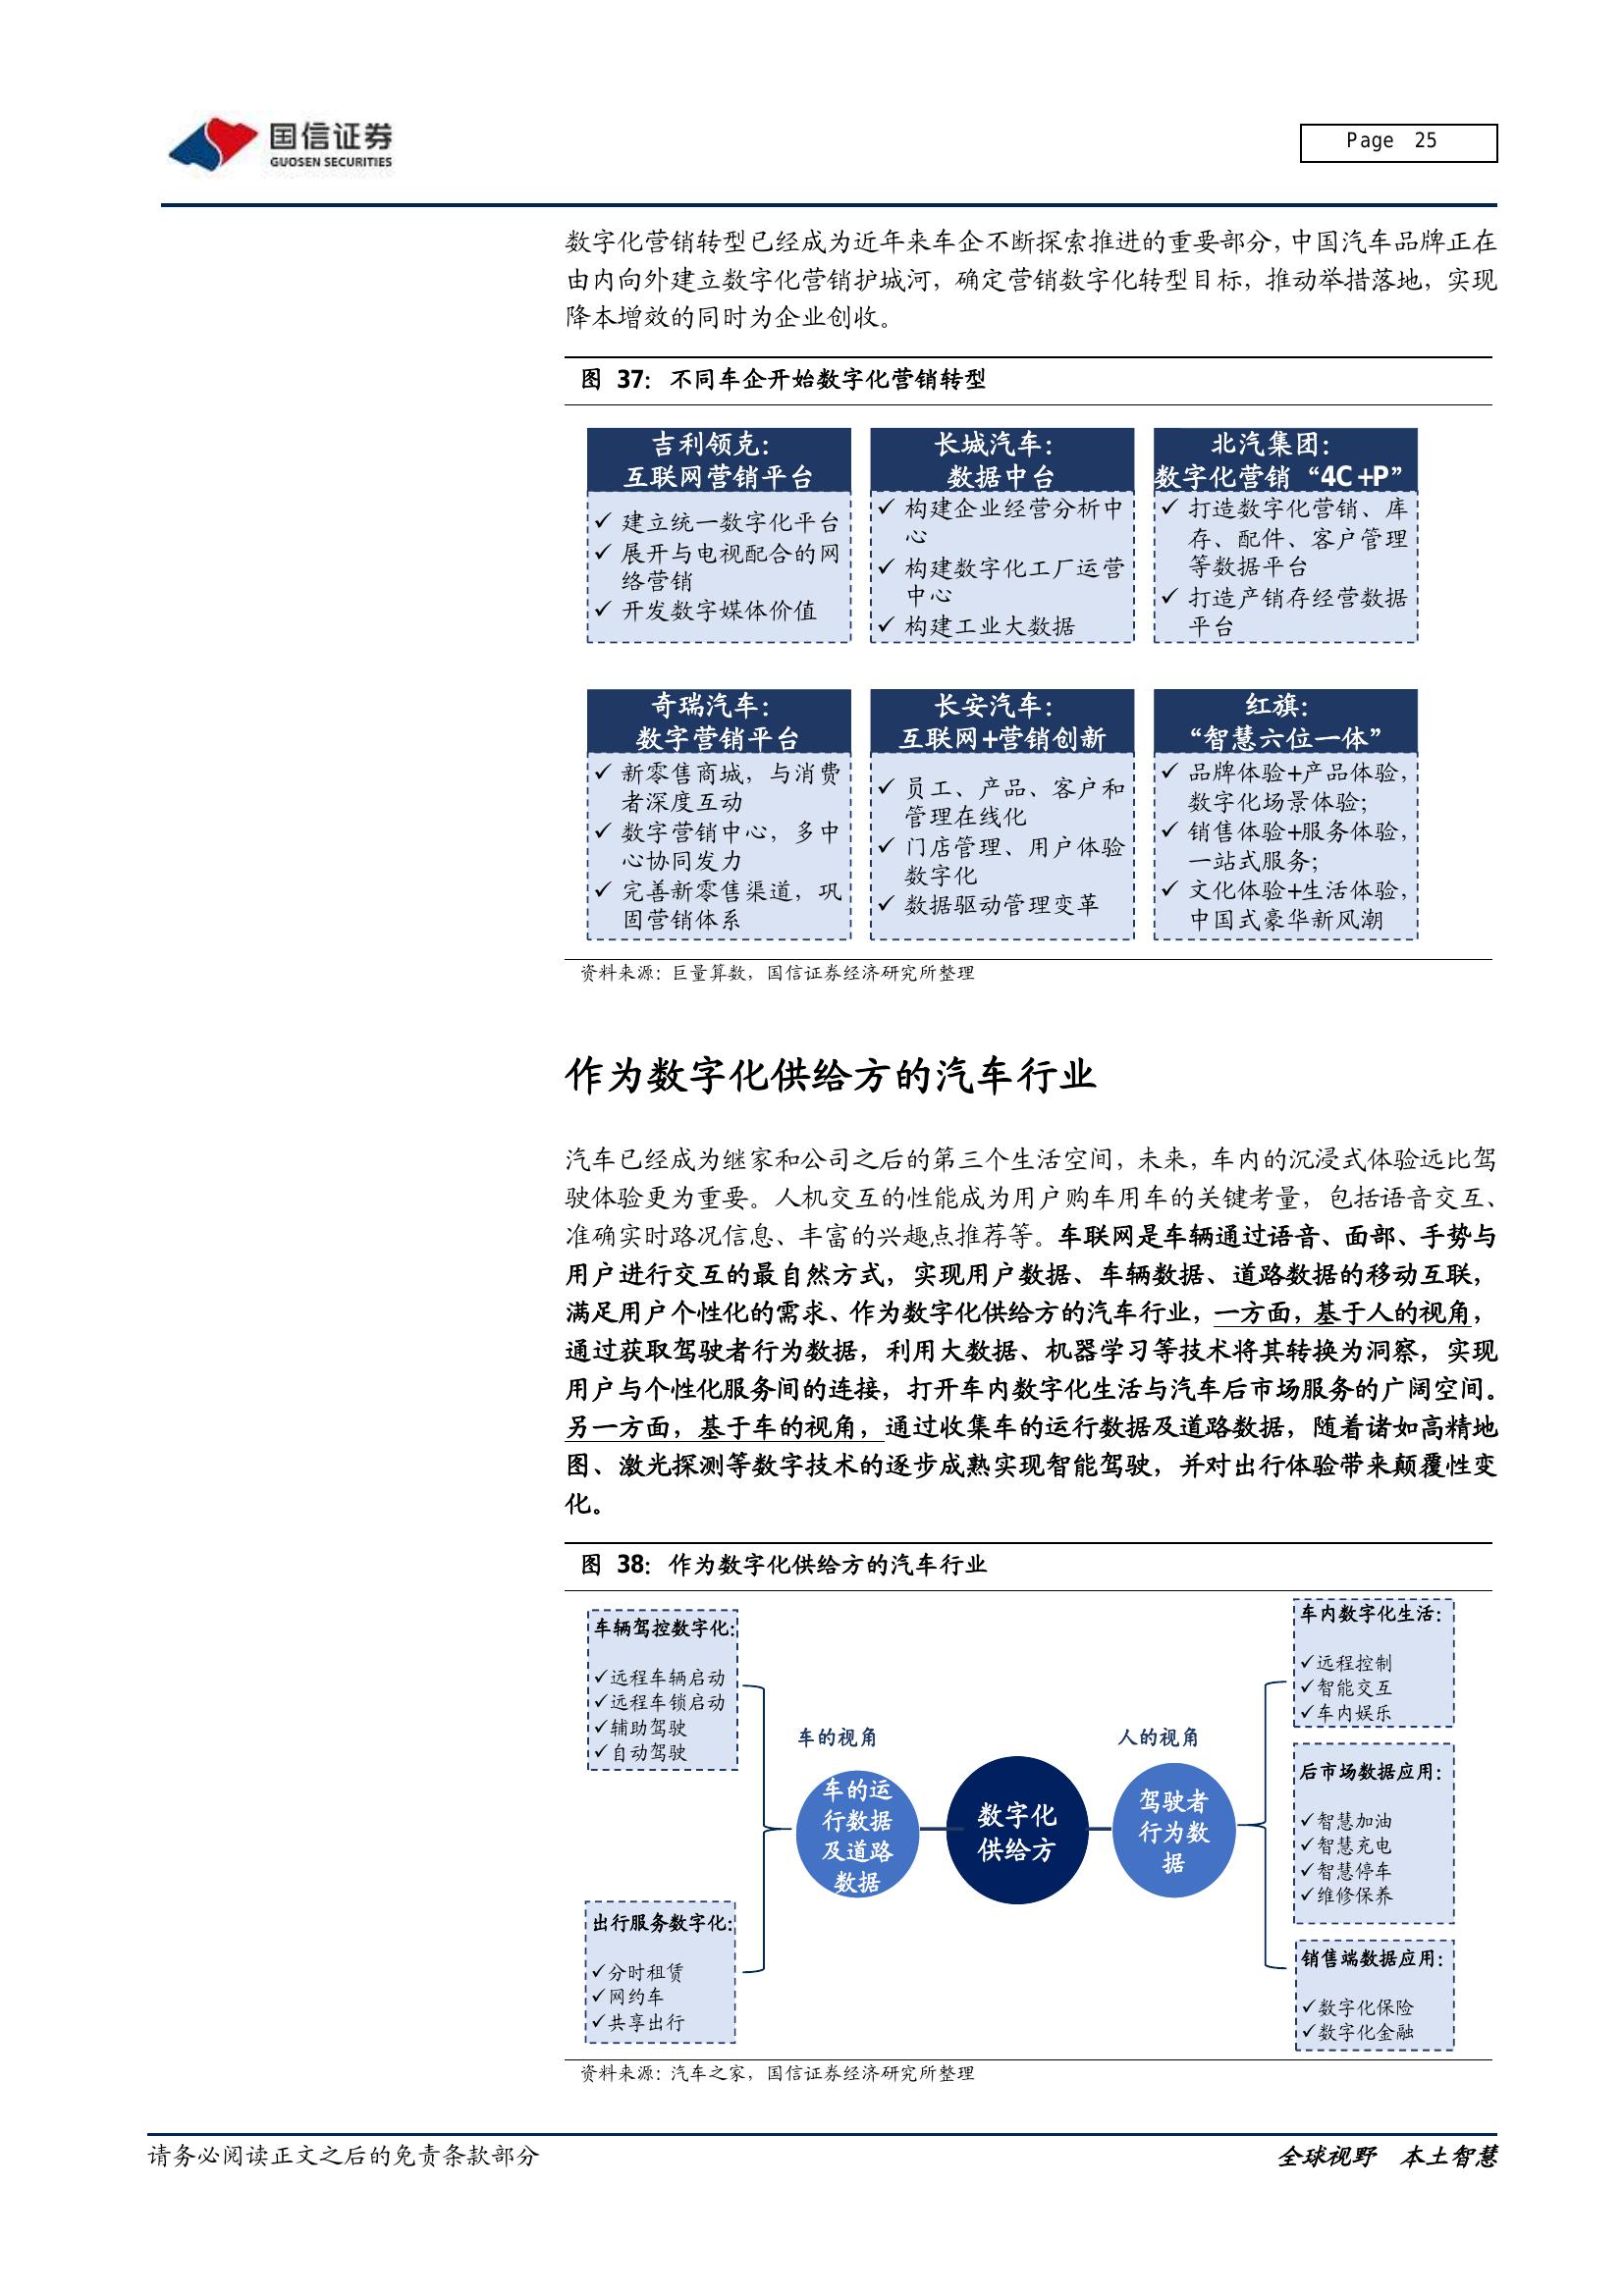 国信证券
GUOSEN SECURITIES
Page 25
数字化营销转型已经成为近年来车企不断探索推进的重要部分，中国汽车品牌正在
由内向外建立数字化营销护城河，确定营销数字化转型目标，推动举措落地，实现
降本增效的同时为企业创收。
图 37：不同车企开始数字化营销转型
吉利领克：
互联网营销平台
✓ 建立统一数字化平台
✓ 展开与电视配合的网
络营销
✓ 开发数字媒体价值
长城汽车：
数据中台
✓ 构建企业经营分析中
心
✓ 构建数字化工厂运营
中心
✓ 构建工业大数据
北汽集团：
数字化营销“4C+P”
✓ 打造数字化营销、库
存、配件、客户管理
等数据平台
✓ 打造产销存经营数据
平台
奇瑞汽车：
数字营销平台
✓ 新零售商城，与消费
者深度互动
✓ 数字营销中心，多中
心协同发力
✓ 完善新零售渠道，巩
固营销体系
长安汽车：
互联网+营销创新
✓ 员工、产品、客户和
管理在线化
✓ 门店管理、用户体验
数字化
✓ 数据驱动管理变革
红旗：
“智慧六位一体”
✓ 品牌体验+产品体验，
数字化场景体验；
✓ 销售体验+服务体验，
一站式服务；
✓ 文化体验+生活体验，
中国式豪华新风潮
资料来源：巨量算数，国信证券经济研究所整理
作为数字化供给方的汽车行业
汽车已经成为继家和公司之后的第三个生活空间，未来，车内的沉浸式体验远比驾
驶体验更为重要。人机交互的性能成为用户购车用车的关键考量，包括语音交互、
准确实时路况信息、丰富的兴趣点推荐等。车联网是车辆通过语音、面部、手势与
用户进行交互的最自然方式，实现用户数据、车辆数据、道路数据的移动互联，
满足用户个性化的需求、作为数字化供给方的汽车行业，一方面，基于人的视角，
通过获取驾驶者行为数据，利用大数据、机器学习等技术将其转换为洞察，实现
用户与个性化服务间的连接，打开车内数字化生活与汽车后市场服务的广阔空间。
另一方面，基于车的视角，通过收集车的运行数据及道路数据，随着诸如高精地
图、激光探测等数字技术的逐步成熟实现智能驾驶，并对出行体验带来颠覆性变
化。
图 38：作为数字化供给方的汽车行业
车辆驾控数字化：
✓远程车辆启动
✓远程车锁启动
✓辅助驾驶
✓自动驾驶
出行服务数字化：
✓分时租赁
✓网约车
✓共享出行
车的视角
车的运
行数据
及道路
数据
数字化
供给方
人的视角
驾驶者
行为数
据
车内数字化生活：
✓远程控制
✓智能交互
✓车内娱乐
后市场数据应用：
✓智慧加油
✓智慧充电
✓智慧停车
✓维修保养
销售端数据应用：
✓数字化保险
✓数字化金融
资料来源：汽车之家，国信证券经济研究所整理
请务必阅读正文之后的免责条款部分
全球视野 本土智慧